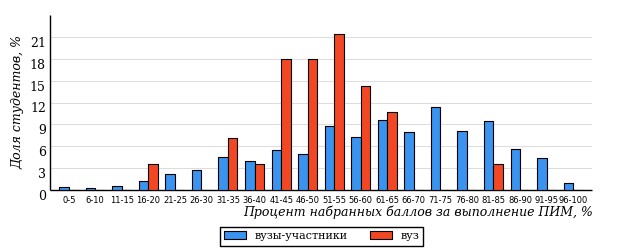 Доля студентов, %
21
18
15
12
9
6
3
0
0-5 6-10 11-15 16-20 21-25 26-30 31-35 36-40 41-45 46-50 51-55 56-60 61-65 66-70 71-75 76-80 81-85 86-90 91-95 96-100
Процент набранных баллов за выполнение ПИМ, %
вузы-участники вуз